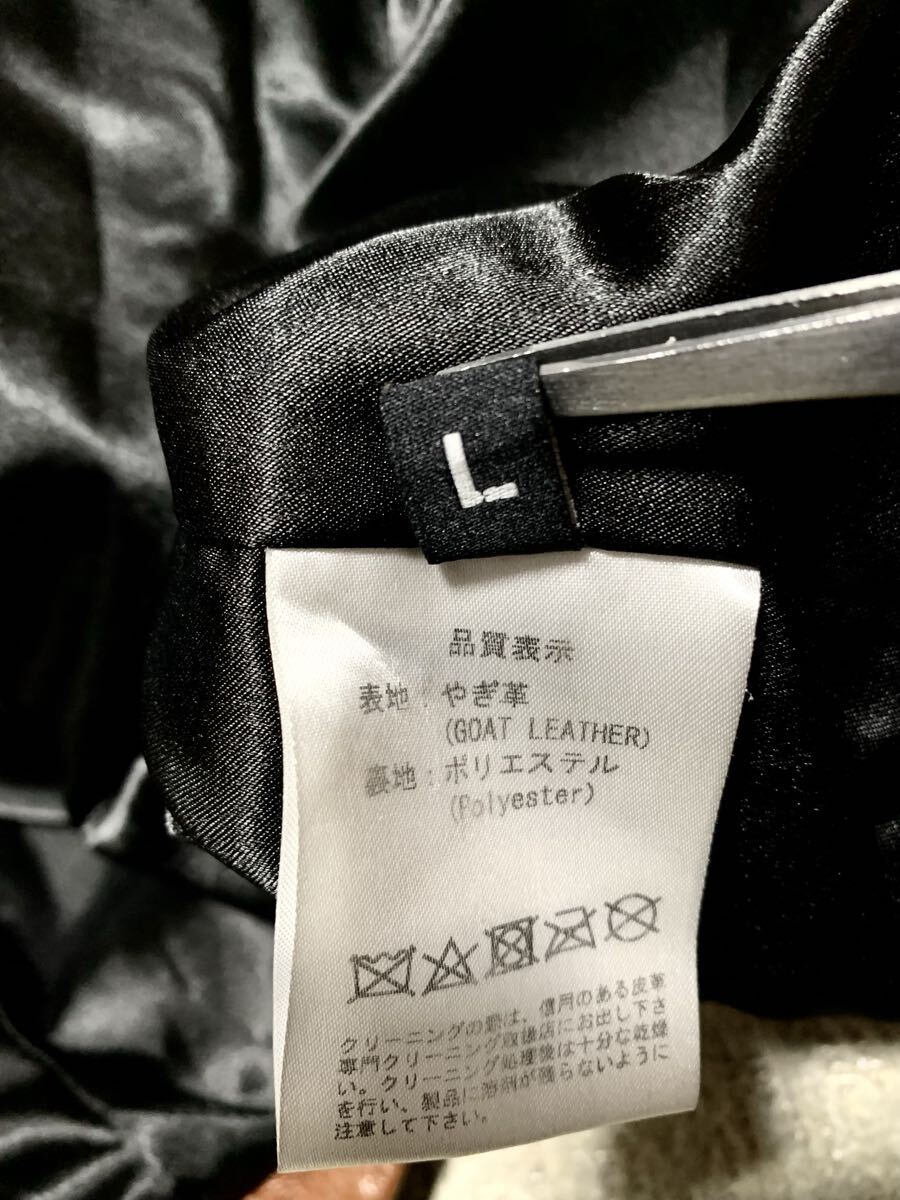 L
品質表示
表地：やぎ革
(GOAT LEATHER)
裏地：ポリエステル
(Polyester)
クリーニングの際は、信用のある皮革
専門クリーニング取扱店にお出し下さ
い。クリーニング処理後は十分な乾燥
を行い、製品に溶剤が残らないように
注意して下さい。